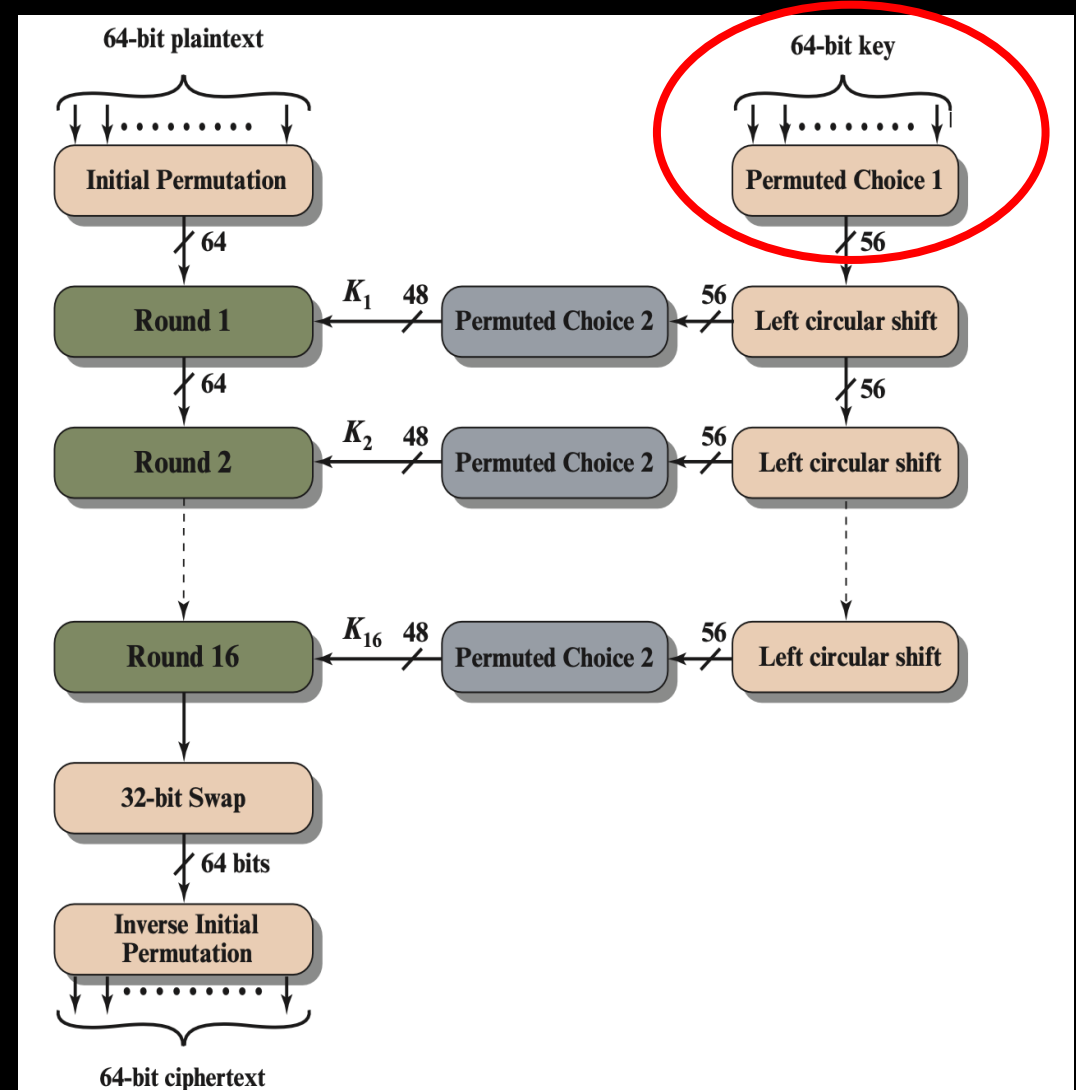 64-bit plaintext
64-bit key
Initial Permutation
Permuted Choice 1
64
56
Round 1
K1
48
Permuted Choice 2
56
Left circular shift
64
56
Round 2
K2
48
Permuted Choice 2
56
Left circular shift
Round 16
K16
48
Permuted Choice 2
56
Left circular shift
32-bit Swap
64 bits
Inverse Initial
Permutation
64-bit ciphertext